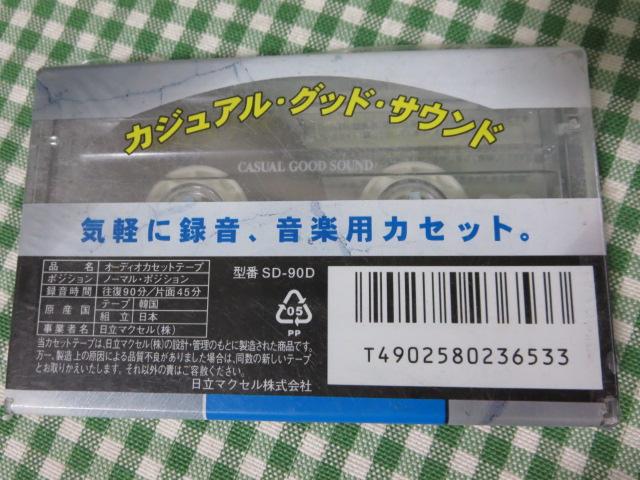 カジュアル・グッド・サウンド
CASUAL GOOD SOUND
気軽に録音、音楽用カセット。
品名 オーディオカセットテープ
ポジション ノーマル・ポジション
録音時間 往復90分/片面45分
原産国 テープ 韓国
組立 日本
事業者名 日立マクセル(株)
型番 SD-90D
05
PP
T4902580236533
当カセットテープは、日立マクセル(株)の設計・管理のもとに製造された商品です。
万一、製造上の原因による品質不良がありました場合は、同数の新しいテープ
とお取りかえいたします。それ以外の責はご容赦ください。
日立マクセル株式会社